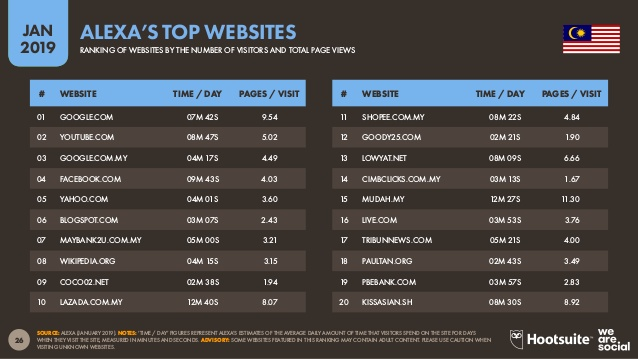 JAN
2019
ALEXA'S TOP WEBSITES
RANKING OF WEBSITES BY THE NUMBER OF VISITORS AND TOTAL PAGE VIEWS
# WEBSITE TIME / DAY PAGES / VISIT
01 GOOGLE.COM 07M 42S 9.54
02 YOUTUBE.COM 08M 47S 5.02
03 GOOGLE.COM.MY 04M 17S 4.49
04 FACEBOOK.COM 09M 43S 4.03
05 YAHOO.COM 04M 01S 3.60
06 BLOGSPOT.COM 03M 07S 2.43
07 MAYBANK2U.COM.MY 05M 00S 3.21
08 WIKIPEDIA.ORG 04M 15S 3.15
09 COCO02.NET 02M 38S 1.94
10 LAZADA.COM.MY 12M 40S 8.07
# WEBSITE TIME / DAY PAGES / VISIT
11 SHOPEE.COM.MY 08M 22S 4.84
12 GOODY25.COM 02M 21S 1.90
13 LOWYAT.NET 08M 09S 6.66
14 CIMBCLICKS.COM.MY 03M 13S 1.67
15 MUDAH.MY 12M 27S 11.30
16 LIVE.COM 03M 53S 3.76
17 TRIBUNNEWS.COM 05M 21S 4.00
18 PAULTAN.ORG 02M 43S 3.49
19 PBEBANK.COM 03M 57S 2.83
20 KISSASIAN.SH 08M 30S 8.92
26
SOURCE: ALEXA (JANUARY 2019). NOTES: 'TIME / DAY' FIGURES REPRESENT ALEXA'S ESTIMATES OF THE AVERAGE DAILY AMOUNT OF TIME THAT VISITORS SPEND ON THE SITE FOR DAYS
WHEN THEY VISIT THE SITE, MEASURED IN MINUTES AND SECONDS. ADVISORY: SOME WEBSITES FEATURED IN THIS RANKING MAY CONTAIN ADULT CONTENT. PLEASE USE CAUTION WHEN
VISITING UNKNOWN WEBSITES.
Hootsuite™
we
are.
social